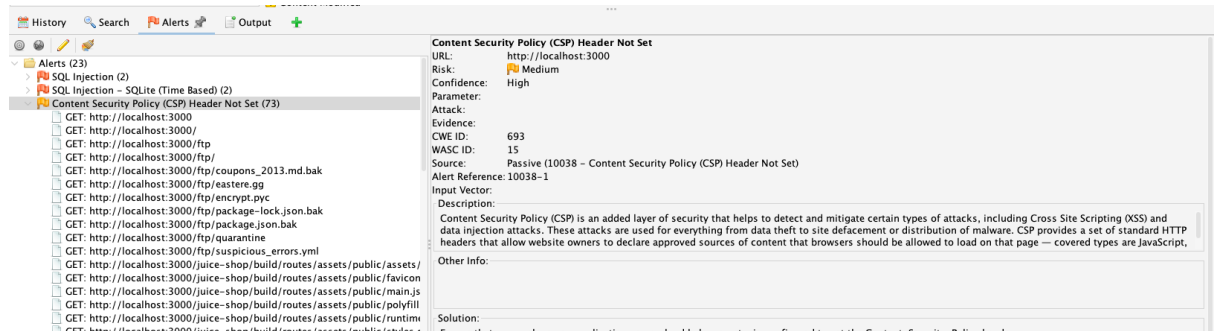 History Search Alerts Output
Alerts (23)
SQL Injection (2)
SQL Injection - SQLite (Time Based) (2)
Content Security Policy (CSP) Header Not Set (73)
GET: http://localhost:3000
GET: http://localhost:3000/
GET: http://localhost:3000/ftp
GET: http://localhost:3000/ftp/
GET: http://localhost:3000/ftp/coupons_2013.md.bak
GET: http://localhost:3000/ftp/eastere.gg
GET: http://localhost:3000/ftp/encrypt.pyc
GET: http://localhost:3000/ftp/package-lock.json.bak
GET: http://localhost:3000/ftp/package.json.bak
GET: http://localhost:3000/ftp/quarantine
GET: http://localhost:3000/ftp/suspicious_errors.yml
GET: http://localhost:3000/juice-shop/build/routes/assets/public/assets/
GET: http://localhost:3000/juice-shop/build/routes/assets/public/favicon
GET: http://localhost:3000/juice-shop/build/routes/assets/public/main.js
GET: http://localhost:3000/juice-shop/build/routes/assets/public/polyfill
GET: http://localhost:3000/juice-shop/build/routes/assets/public/runtime
Content Security Policy (CSP) Header Not Set
URL: http://localhost:3000
Risk: Medium
Confidence: High
Parameter:
Attack:
Evidence:
CWE ID: 693
WASC ID: 15
Source: Passive (10038 - Content Security Policy (CSP) Header Not Set)
Alert Reference: 10038-1
Input Vector:
Description:
Content Security Policy (CSP) is an added layer of security that helps to detect and mitigate certain types of attacks, including Cross Site Scripting (XSS) and
data injection attacks. These attacks are used for everything from data theft to site defacement or distribution of malware. CSP provides a set of standard HTTP
headers that allow website owners to declare approved sources of content that browsers should be allowed to load on that page — covered types are JavaScript,
Other Info:
Solution: